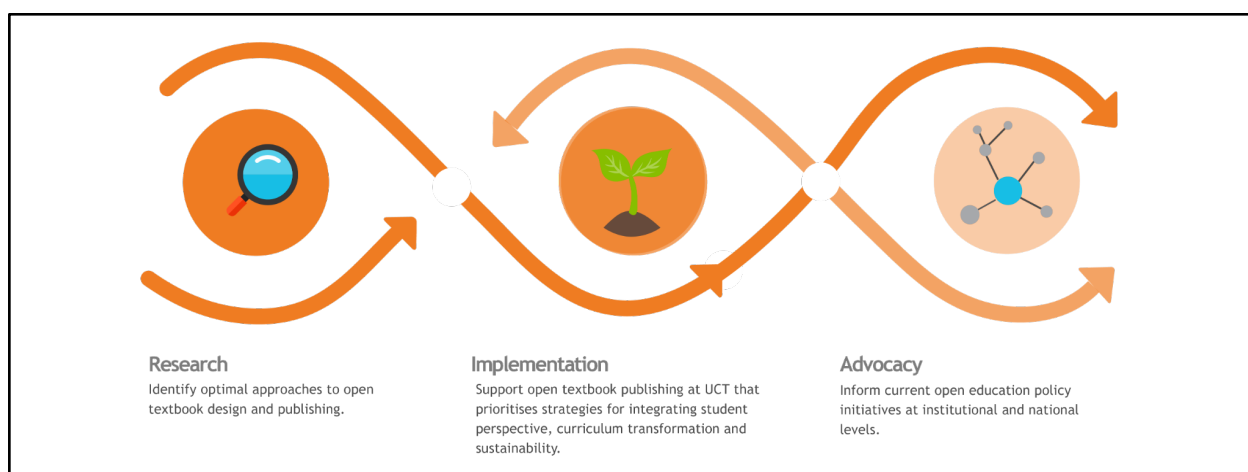 Research
Identify optimal approaches to open
textbook design and publishing.
Implementation
Support open textbook publishing at UCT that
prioritises strategies for integrating student
perspective, curriculum transformation and
sustainability.
Advocacy
Inform current open education policy
initiatives at institutional and national
levels.